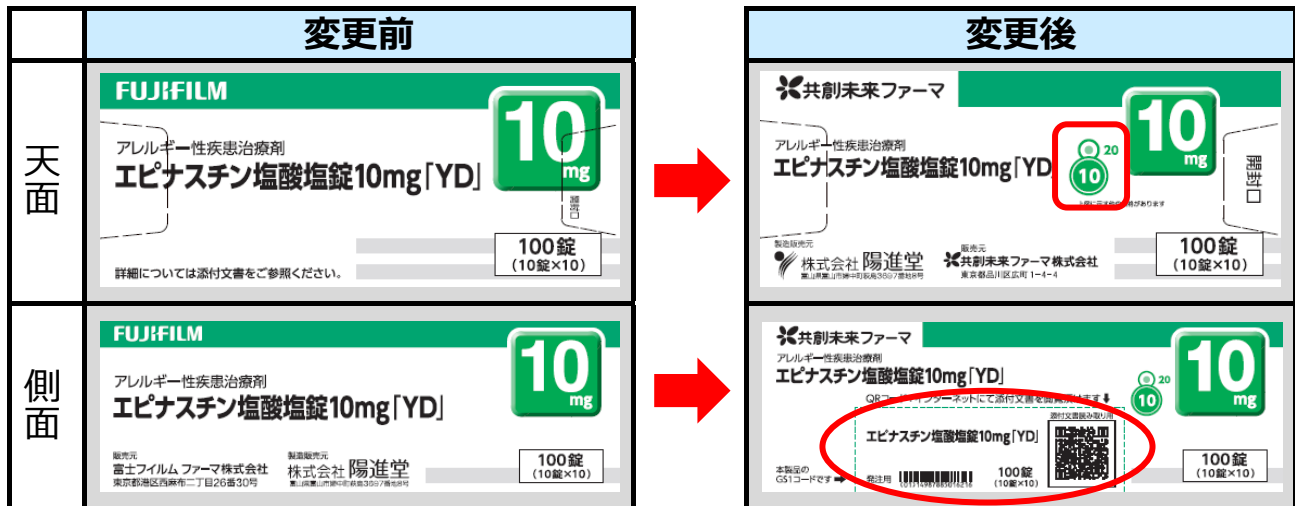 変更前
変更後
天面
FUJIFILM
アレルギー性疾患治療剤
エピナスチン塩酸塩錠10mg「YD」
10
mg
開封口
100錠
(10錠×10)
詳細については添付文書をご参照ください。
共創未来ファーマ
アレルギー性疾患治療剤
エピナスチン塩酸塩錠10mg「YD」
20
10
10
mg
開封口
製造販売元
株式会社 陽進堂
販売元
共創未来ファーマ株式会社
東京都品川区広町 1-4-4
100錠
(10錠×10)
側面
FUJIFILM
アレルギー性疾患治療剤
エピナスチン塩酸塩錠10mg「YD」
10
mg
販売元
富士フイルム ファーマ株式会社
東京都港区西麻布二丁目26番30号
製造販売元
株式会社 陽進堂
100錠
(10錠×10)
共創未来ファーマ
アレルギー性疾患治療剤
エピナスチン塩酸塩錠10mg「YD」
20
10
10
mg
添付文書読み取り用
エピナスチン塩酸塩錠10mg「YD」
本製品の
GS1コードです➡
発注用
100錠
(10錠×10)
100錠
(10錠×10)